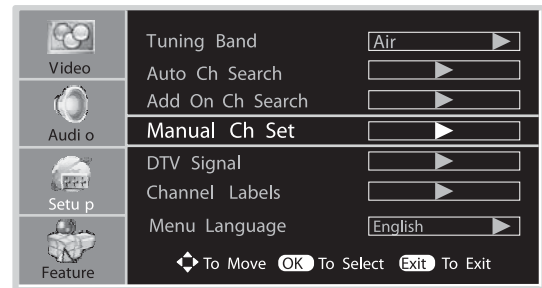 Video
Audi o
Setu p
Feature
Tuning Band Air
Auto Ch Search
Add On Ch Search
Manual Ch Set
DTV Signal
Channel Labels
Menu Language English
To Move OK To Select Exit To Exit